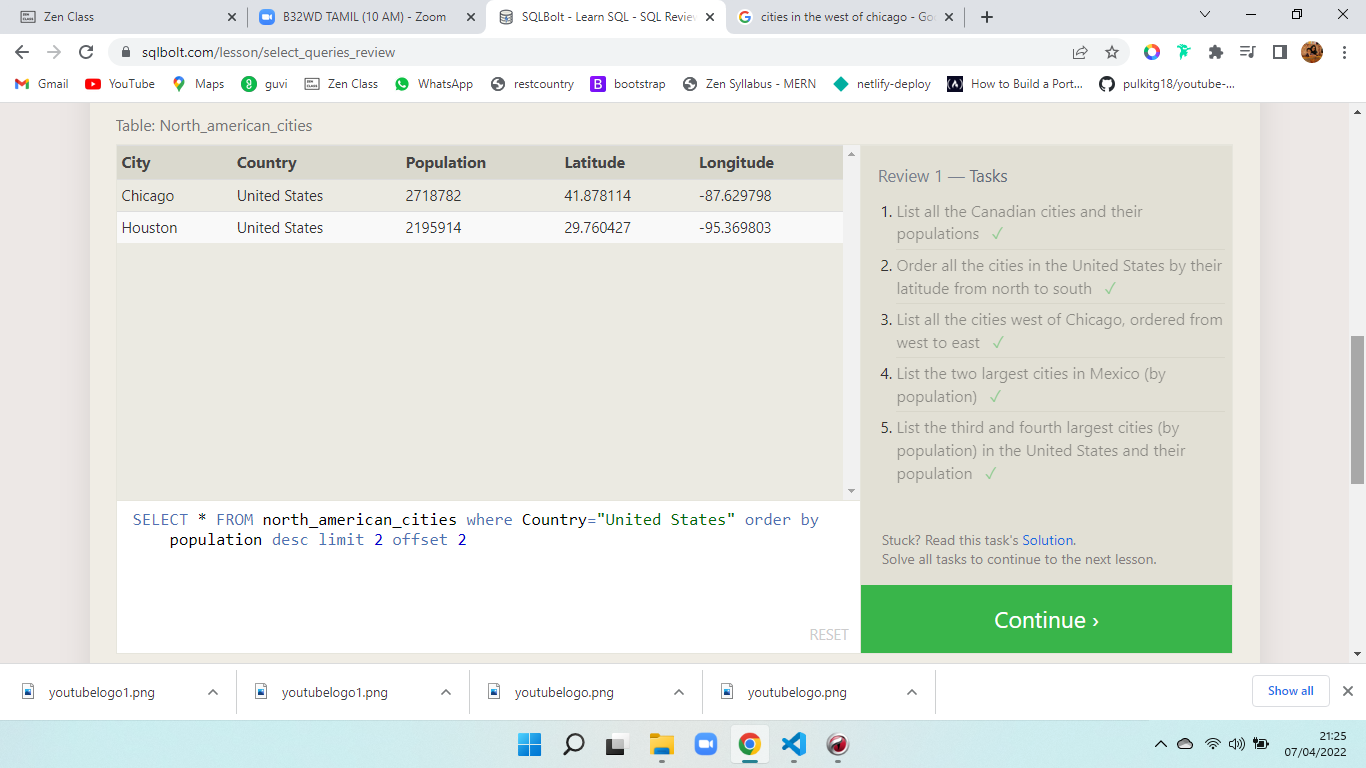 Zen Class
B32WD TAMIL (10 AM) - Zoom
SQLBolt - Learn SQL - SQL Review
cities in the west of chicago - Go
sqlbolt.com/lesson/select_queries_review
Gmail YouTube Maps guvi Zen Class WhatsApp restcountry bootstrap Zen Syllabus - MERN netlify-deploy How to Build a Port... pulkitg18/youtube-...
Table: North_american_cities
City Country Population Latitude Longitude
Chicago United States 2718782 41.878114 -87.629798
Houston United States 2195914 29.760427 -95.369803
SELECT * FROM north_american_cities where Country="United States" order by
population desc limit 2 offset 2
RESET
Review 1 — Tasks
1. List all the Canadian cities and their
populations ✓
2. Order all the cities in the United States by their
latitude from north to south ✓
3. List all the cities west of Chicago, ordered from
west to east ✓
4. List the two largest cities in Mexico (by
population) ✓
5. List the third and fourth largest cities (by
population) in the United States and their
population ✓
Stuck? Read this task's Solution.
Solve all tasks to continue to the next lesson.
Continue ›
youtubelogo1.png
youtubelogo1.png
youtubelogo.png
youtubelogo.png
Show all
21:25
07/04/2022